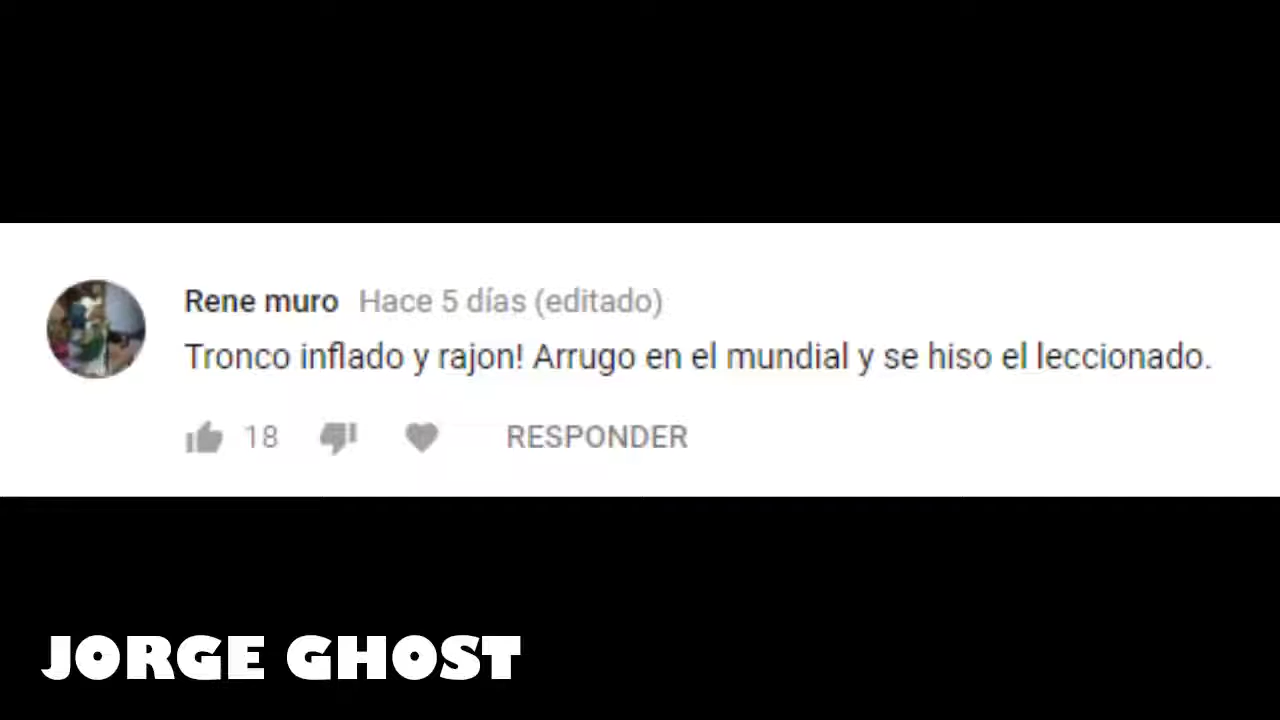 Rene muro Hace 5 días (editado)
Tronco inflado y rajon! Arrugo en el mundial y se hiso el leccionado.
18 RESPONDER
JORGE GHOST